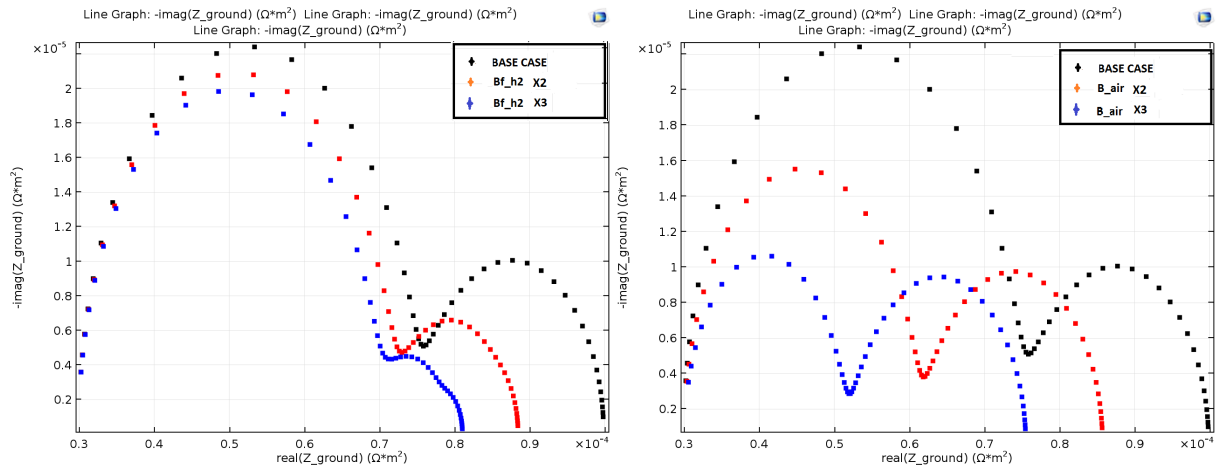 Line Graph: -imag(Z_ground) (Ω*m²) Line Graph: -imag(Z_ground) (Ω*m²)
Line Graph: -imag(Z_ground) (Ω*m²)
×10⁻⁵
2
1.8
1.6
1.4
1.2
1
0.8
0.6
0.4
0.2
-imag(Z_ground) (Ω*m²)
BASE CASE
Bf_h2 X2
Bf_h2 X3
0.3 0.4 0.5 0.6 0.7 0.8 0.9 ×10⁻⁴
real(Z_ground) (Ω*m²)
Line Graph: -imag(Z_ground) (Ω*m²) Line Graph: -imag(Z_ground) (Ω*m²)
Line Graph: -imag(Z_ground) (Ω*m²)
×10⁻⁵
2
1.8
1.6
1.4
1.2
1
0.8
0.6
0.4
0.2
-imag(Z_ground) (Ω*m²)
BASE CASE
B_air X2
B_air X3
0.3 0.4 0.5 0.6 0.7 0.8 0.9 ×10⁻⁴
real(Z_ground) (Ω*m²)